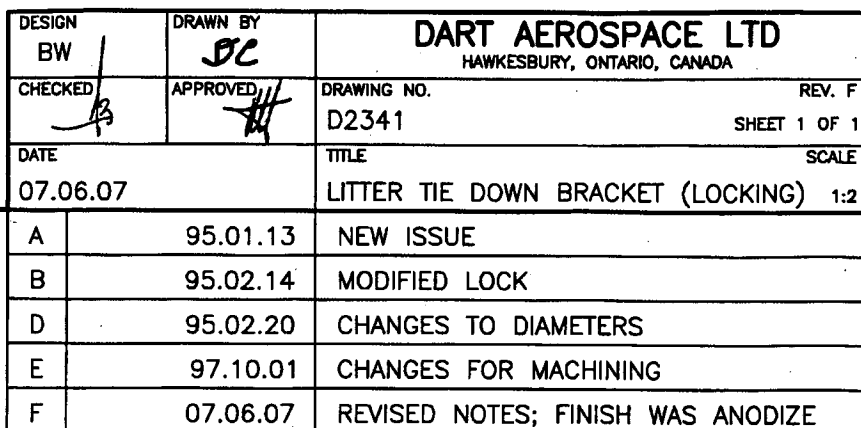 DESIGN DRAWN BY DART AEROSPACE LTD
BW HAWKESBURY, ONTARIO, CANADA
CHECKED APPROVED DRAWING NO. REV. F
D2341 SHEET 1 OF 1
DATE TITLE SCALE
07.06.07 LITTER TIE DOWN BRACKET (LOCKING) 1:2
A 95.01.13 NEW ISSUE
B 95.02.14 MODIFIED LOCK
D 95.02.20 CHANGES TO DIAMETERS
E 97.10.01 CHANGES FOR MACHINING
F 07.06.07 REVISED NOTES; FINISH WAS ANODIZE